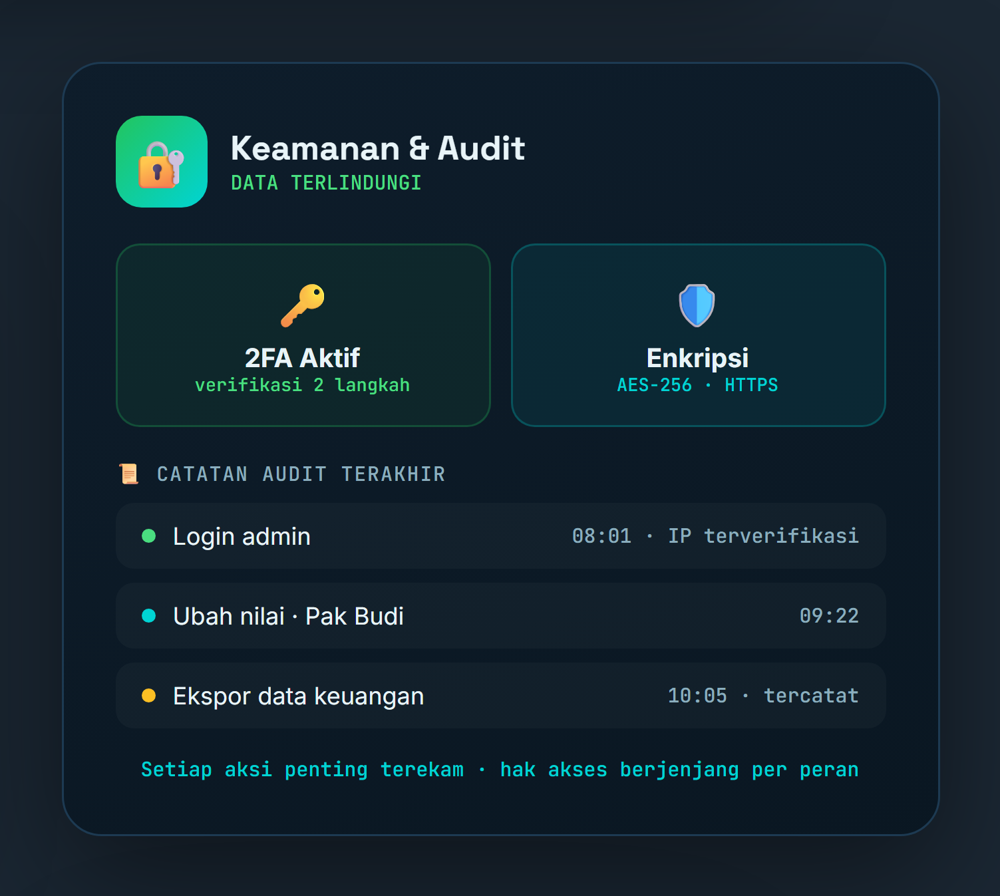 Keamanan & Audit
DATA TERLINDUNGI
2FA Aktif
verifikasi 2 langkah
Enkripsi
AES-256 · HTTPS
CATATAN AUDIT TERAKHIR
Login admin 08:01 · IP terverifikasi
Ubah nilai · Pak Budi 09:22
Ekspor data keuangan 10:05 · tercatat
Setiap aksi penting terekam · hak akses berjenjang per peran